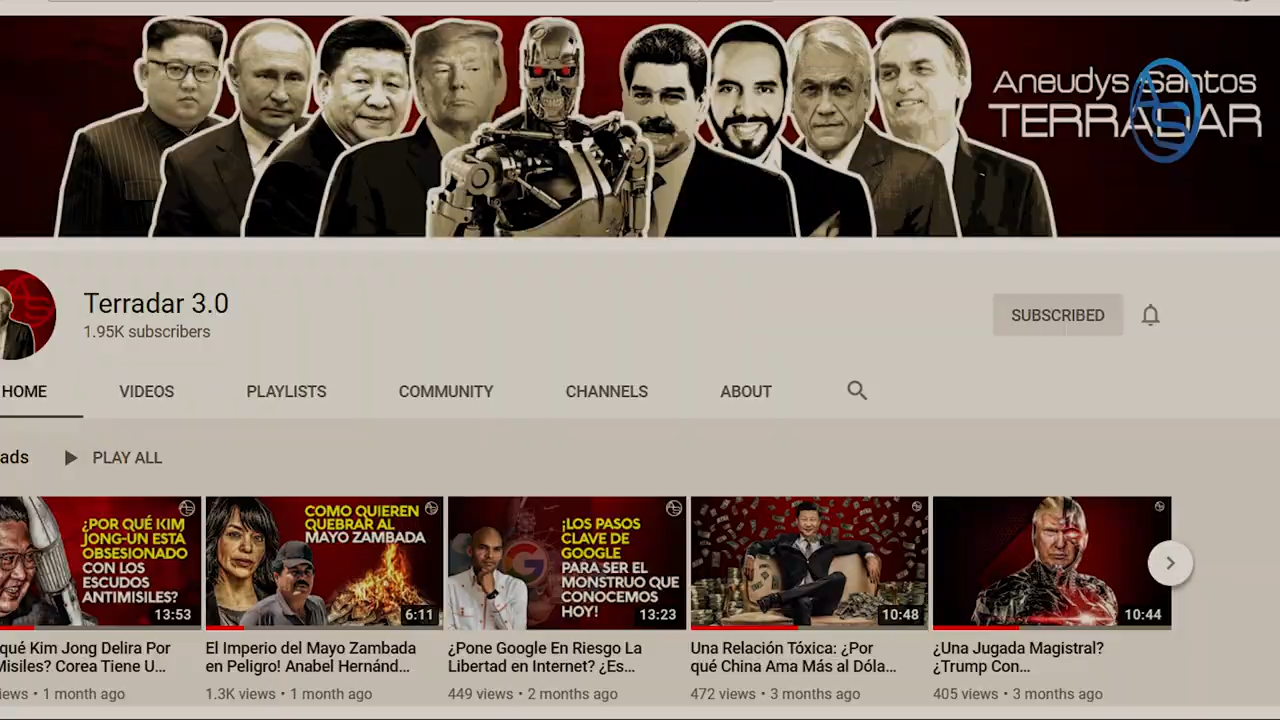 Aneudys Santos
TERRADAR
Terradar 3.0
1.95K subscribers
SUBSCRIBED
HOME
VIDEOS
PLAYLISTS
COMMUNITY
CHANNELS
ABOUT
ads
PLAY ALL
¿POR QUÉ KIM
JONG-UN ESTÁ
OBSESIONADO
CON LOS
ESCUDOS
ANTIMISILES?
13:53
COMO QUIEREN
QUEBRAR AL
MAYO ZAMBADA
6:11
¡LOS PASOS
CLAVE DE
GOOGLE
PARA SER EL
MONSTRUO QUE
CONOCEMOS
HOY!
13:23
10:48
10:44
qué Kim Jong Delira Por
Misiles? Corea Tiene U...
iews • 1 month ago
El Imperio del Mayo Zambada
en Peligro! Anabel Hernánd...
1.3K views • 1 month ago
¿Pone Google En Riesgo La
Libertad en Internet? ¿Es...
449 views • 2 months ago
Una Relación Tóxica: ¿Por
qué China Ama Más al Dóla...
472 views • 3 months ago
¿Una Jugada Magistral?
¿Trump Con...
405 views • 3 months ago